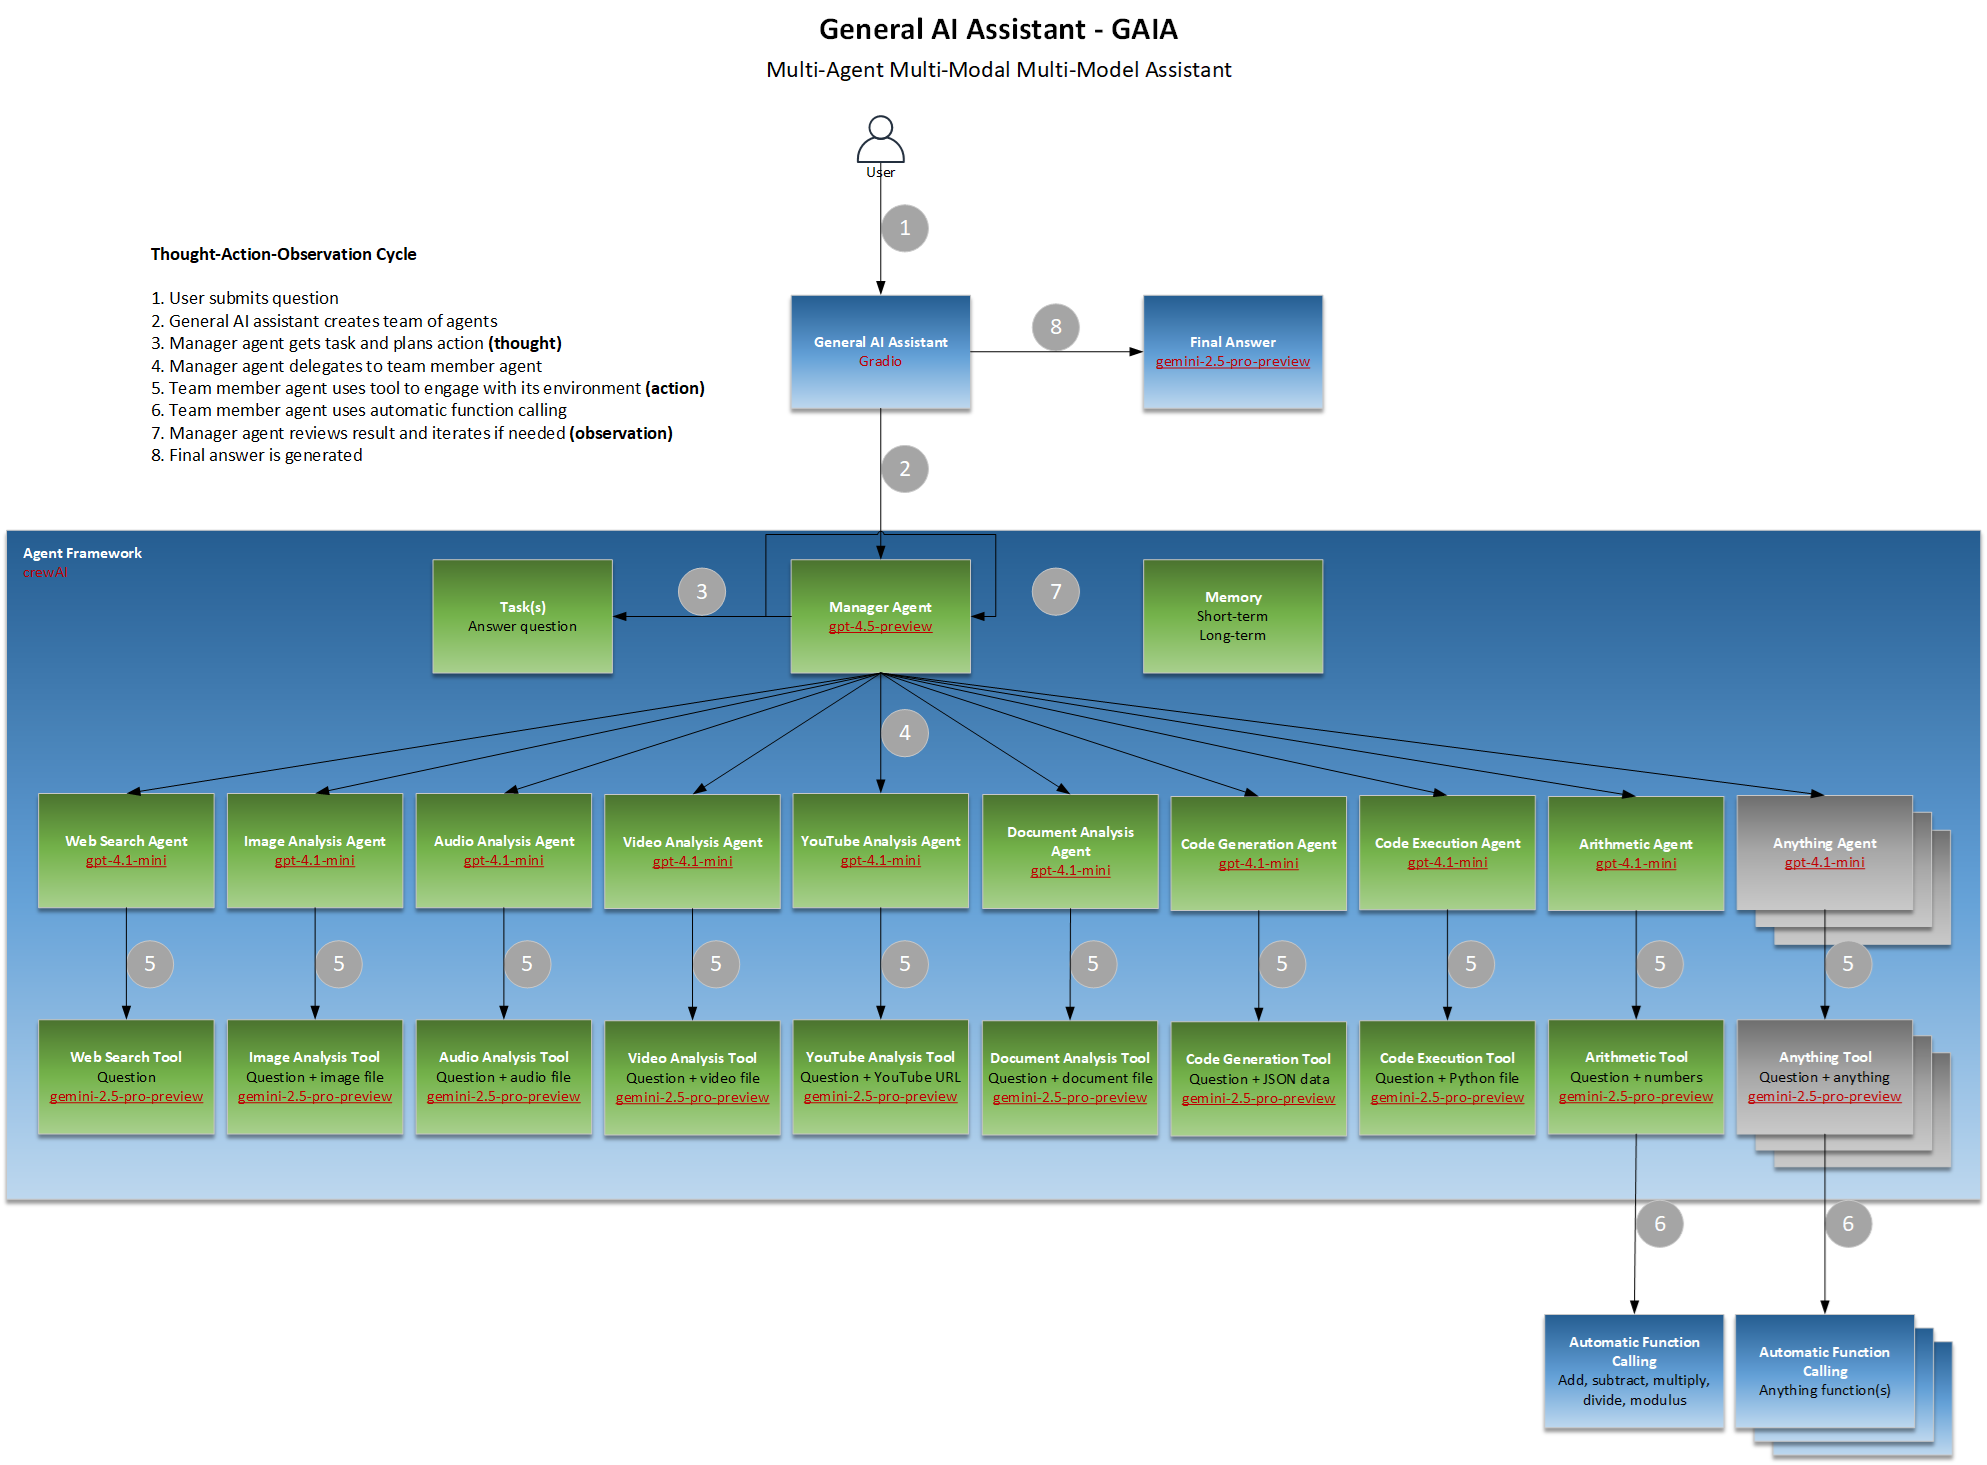 General AI Assistant - GAIA
Multi-Agent Multi-Modal Multi-Model Assistant
User
1
Thought-Action-Observation Cycle
1. User submits question
2. General AI assistant creates team of agents
3. Manager agent gets task and plans action (thought)
4. Manager agent delegates to team member agent
5. Team member agent uses tool to engage with its environment (action)
6. Team member agent uses automatic function calling
7. Manager agent reviews result and iterates if needed (observation)
8. Final answer is generated
General AI Assistant
Gradio
8
Final Answer
gemini-2.5-pro-preview
2
Agent Framework
crewAI
Task(s)
Answer question
3
Manager Agent
gpt-4.5-preview
7
Memory
Short-term
Long-term
4
Web Search Agent
gpt-4.1-mini
Image Analysis Agent
gpt-4.1-mini
Audio Analysis Agent
gpt-4.1-mini
Video Analysis Agent
gpt-4.1-mini
YouTube Analysis Agent
gpt-4.1-mini
Document Analysis
Agent
gpt-4.1-mini
Code Generation Agent
gpt-4.1-mini
Code Execution Agent
gpt-4.1-mini
Arithmetic Agent
gpt-4.1-mini
Anything Agent
gpt-4.1-mini
5
5
5
5
5
5
5
5
5
5
Web Search Tool
Question
gemini-2.5-pro-preview
Image Analysis Tool
Question + image file
gemini-2.5-pro-preview
Audio Analysis Tool
Question + audio file
gemini-2.5-pro-preview
Video Analysis Tool
Question + video file
gemini-2.5-pro-preview
YouTube Analysis Tool
Question + YouTube URL
gemini-2.5-pro-preview
Document Analysis Tool
Question + document file
gemini-2.5-pro-preview
Code Generation Tool
Question + JSON data
gemini-2.5-pro-preview
Code Execution Tool
Question + Python file
gemini-2.5-pro-preview
Arithmetic Tool
Question + numbers
gemini-2.5-pro-preview
Anything Tool
Question + anything
gemini-2.5-pro-preview
6
6
Automatic Function
Calling
Add, subtract, multiply,
divide, modulus
Automatic Function
Calling
Anything function(s)